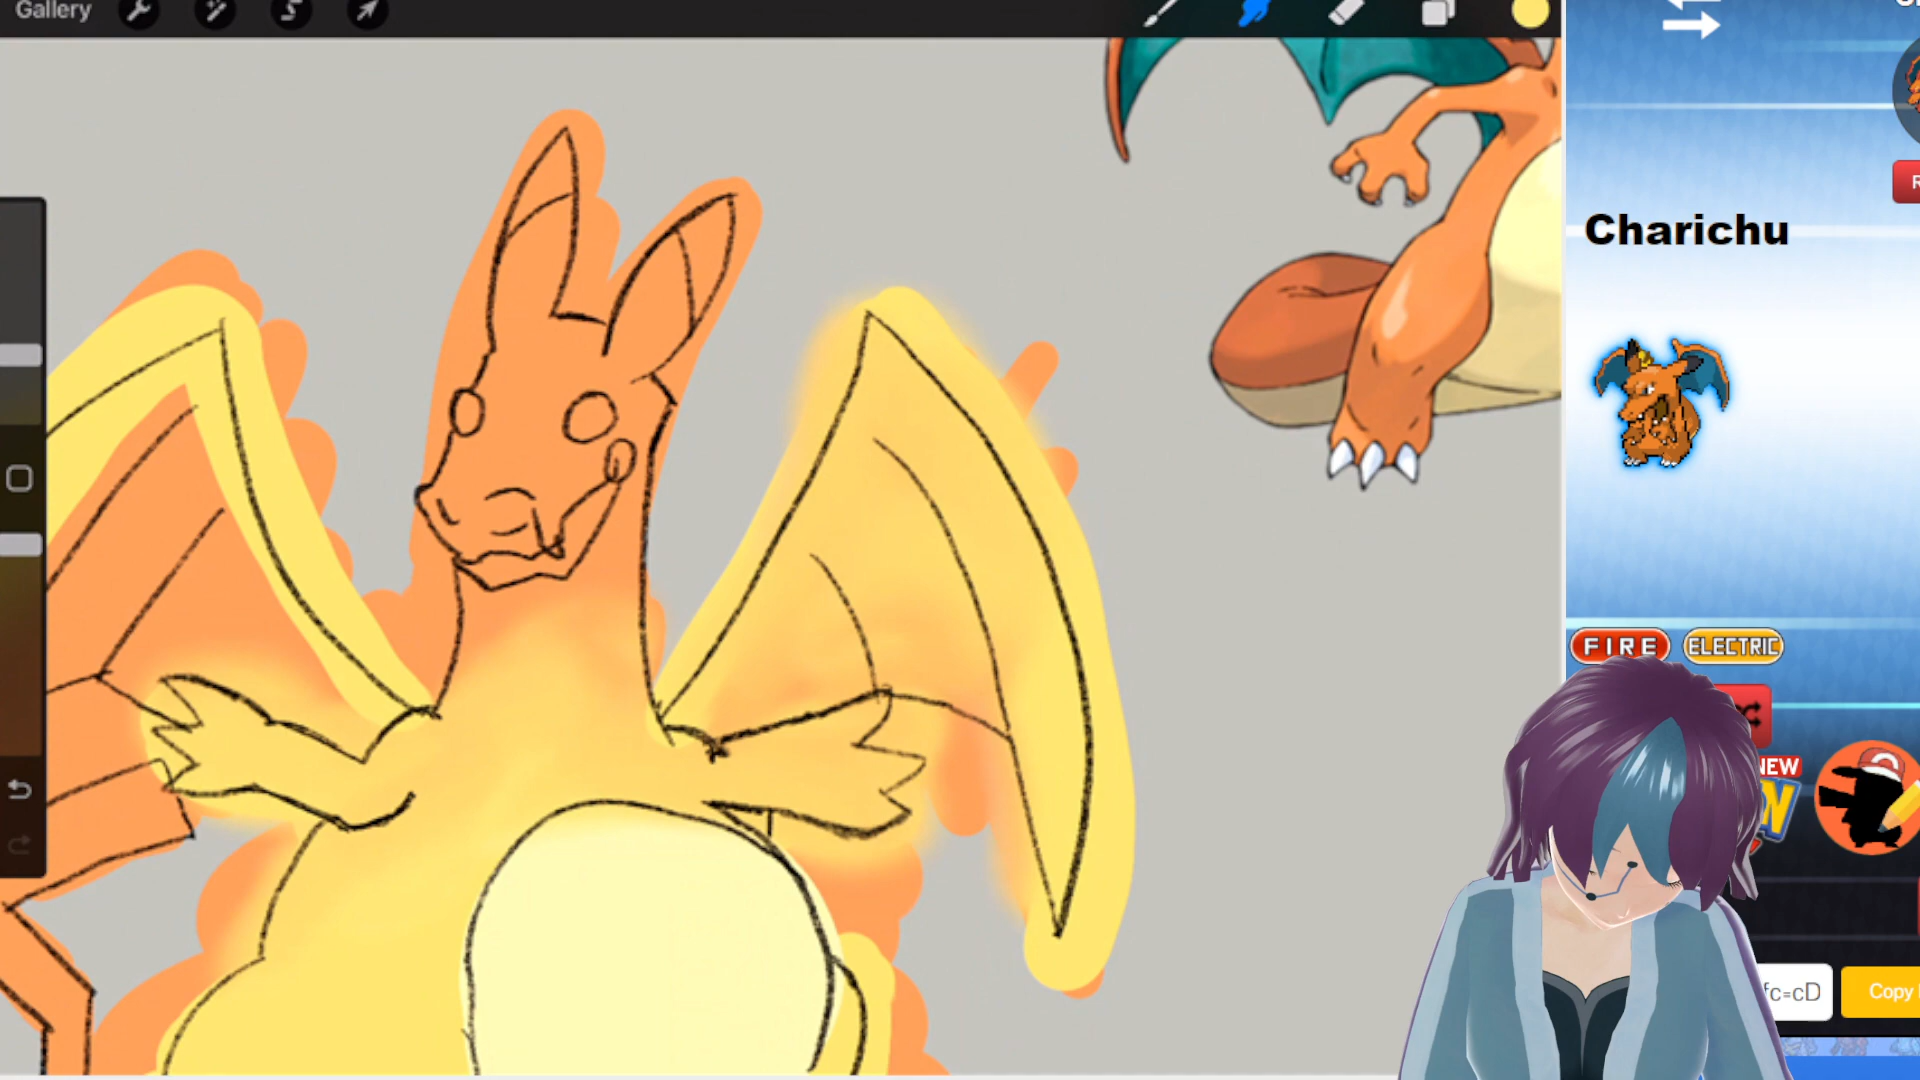 Gallery
Charichu
FIRE ELECTRIC
NEW
fc=cD
Copy